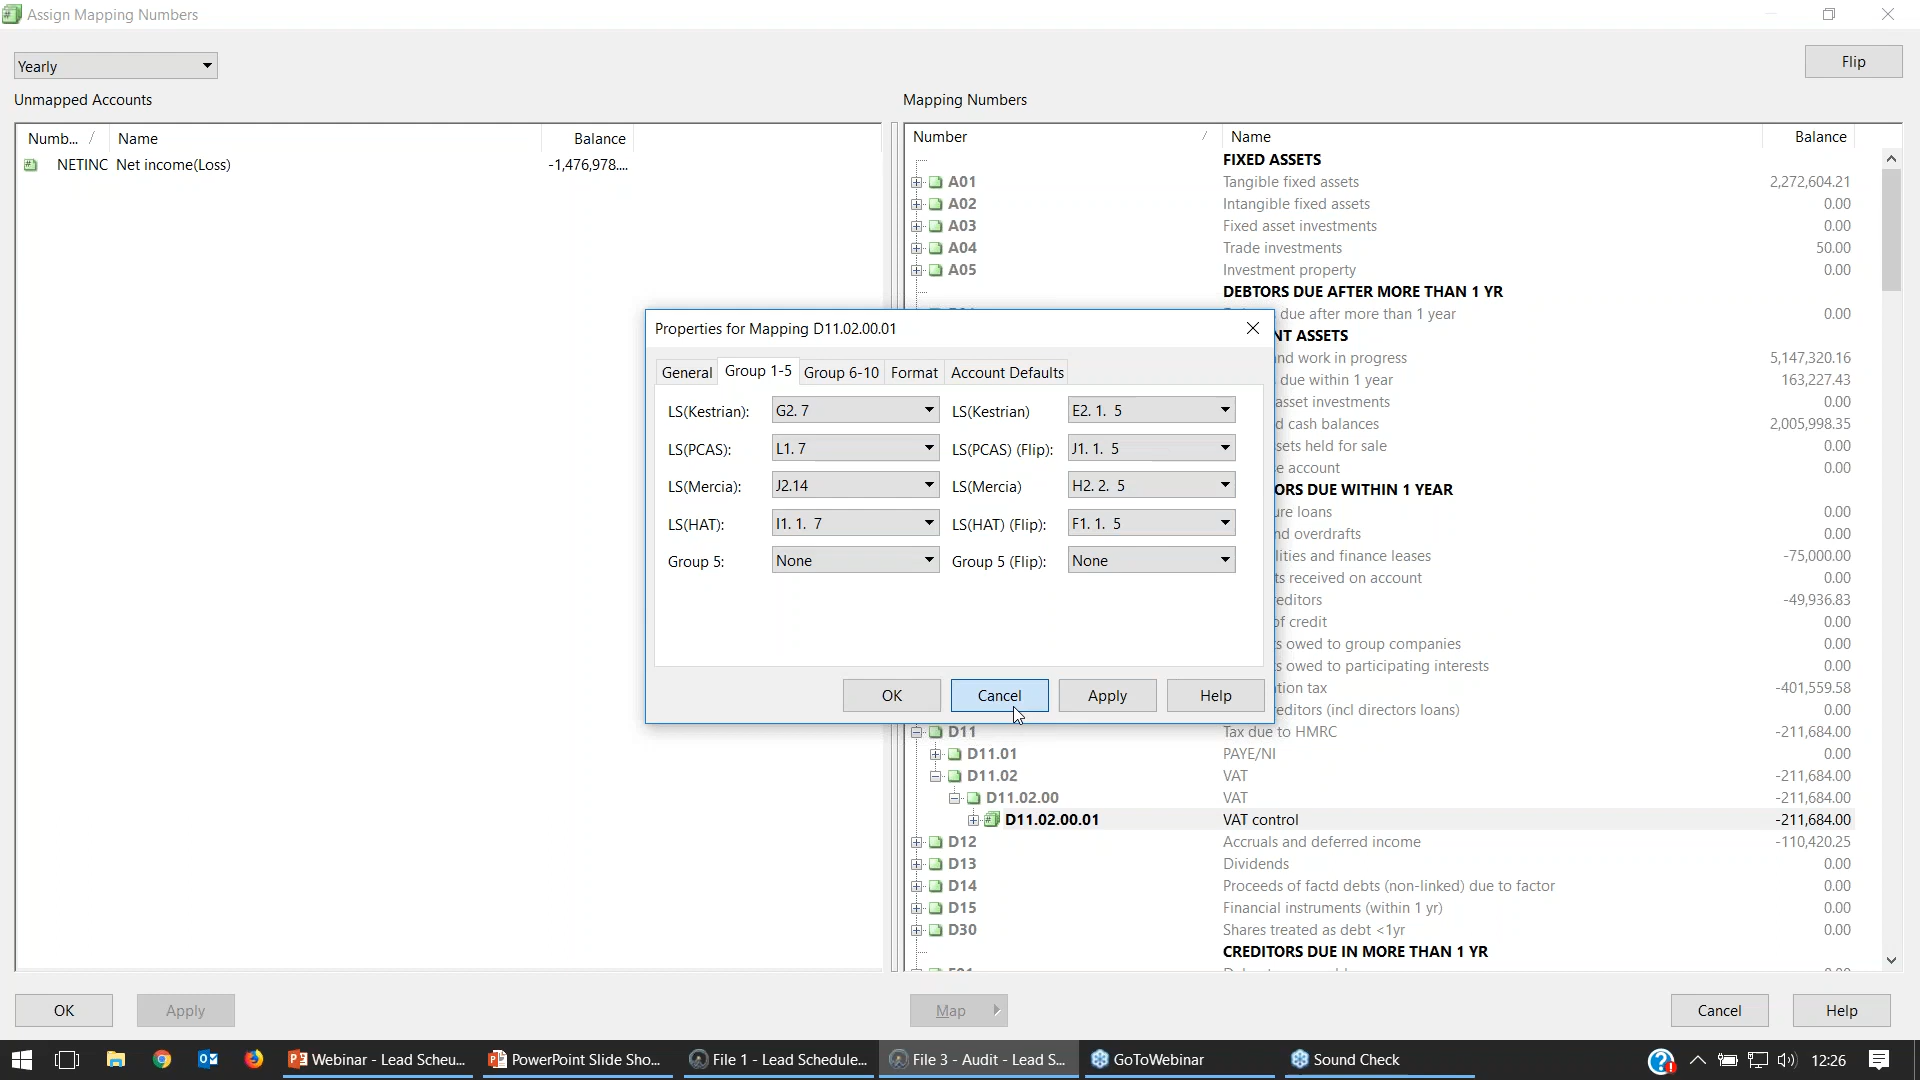 Assign Mapping Numbers
Yearly
Flip
Unmapped Accounts
Mapping Numbers
Numb... / Name Balance
NETINC Net income(Loss) -1,476,978....
Number / Name Balance
FIXED ASSETS
A01 Tangible fixed assets 2,272,604.21
A02 Intangible fixed assets 0.00
A03 Fixed asset investments 0.00
A04 Trade investments 50.00
A05 Investment property 0.00
DEBTORS DUE AFTER MORE THAN 1 YR
due after more than 1 year 0.00
NT ASSETS
nd work in progress 5,147,320.16
due within 1 year 163,227.43
asset investments 0.00
d cash balances 2,005,998.35
sets held for sale 0.00
e account 0.00
ORS DUE WITHIN 1 YEAR
ure loans 0.00
nd overdrafts 0.00
lities and finance leases -75,000.00
ts received on account 0.00
reditors -49,936.83
of credit 0.00
s owed to group companies 0.00
s owed to participating interests 0.00
tion tax -401,559.58
reditors (incl directors loans) 0.00
D11 Tax due to HMRC -211,684.00
D11.01 PAYE/NI 0.00
D11.02 VAT -211,684.00
D11.02.00 VAT -211,684.00
D11.02.00.01 VAT control -211,684.00
D12 Accruals and deferred income -110,420.25
D13 Dividends 0.00
D14 Proceeds of factd debts (non-linked) due to factor 0.00
D15 Financial instruments (within 1 yr) 0.00
D30 Shares treated as debt <1yr 0.00
CREDITORS DUE IN MORE THAN 1 YR
Properties for Mapping D11.02.00.01
General Group 1-5 Group 6-10 Format Account Defaults
LS(Kestrian): G2. 7 LS(Kestrian) E2. 1. 5
LS(PCAS): L1. 7 LS(PCAS) (Flip): J1. 1. 5
LS(Mercia): J2.14 LS(Mercia) H2. 2. 5
LS(HAT): I1. 1. 7 LS(HAT) (Flip): F1. 1. 5
Group 5: None Group 5 (Flip): None
OK Cancel Apply Help
OK Apply Map Cancel Help
Webinar - Lead Scheu... PowerPoint Slide Sho... File 1 - Lead Schedule... File 3 - Audit - Lead S... GoToWebinar Sound Check 12:26